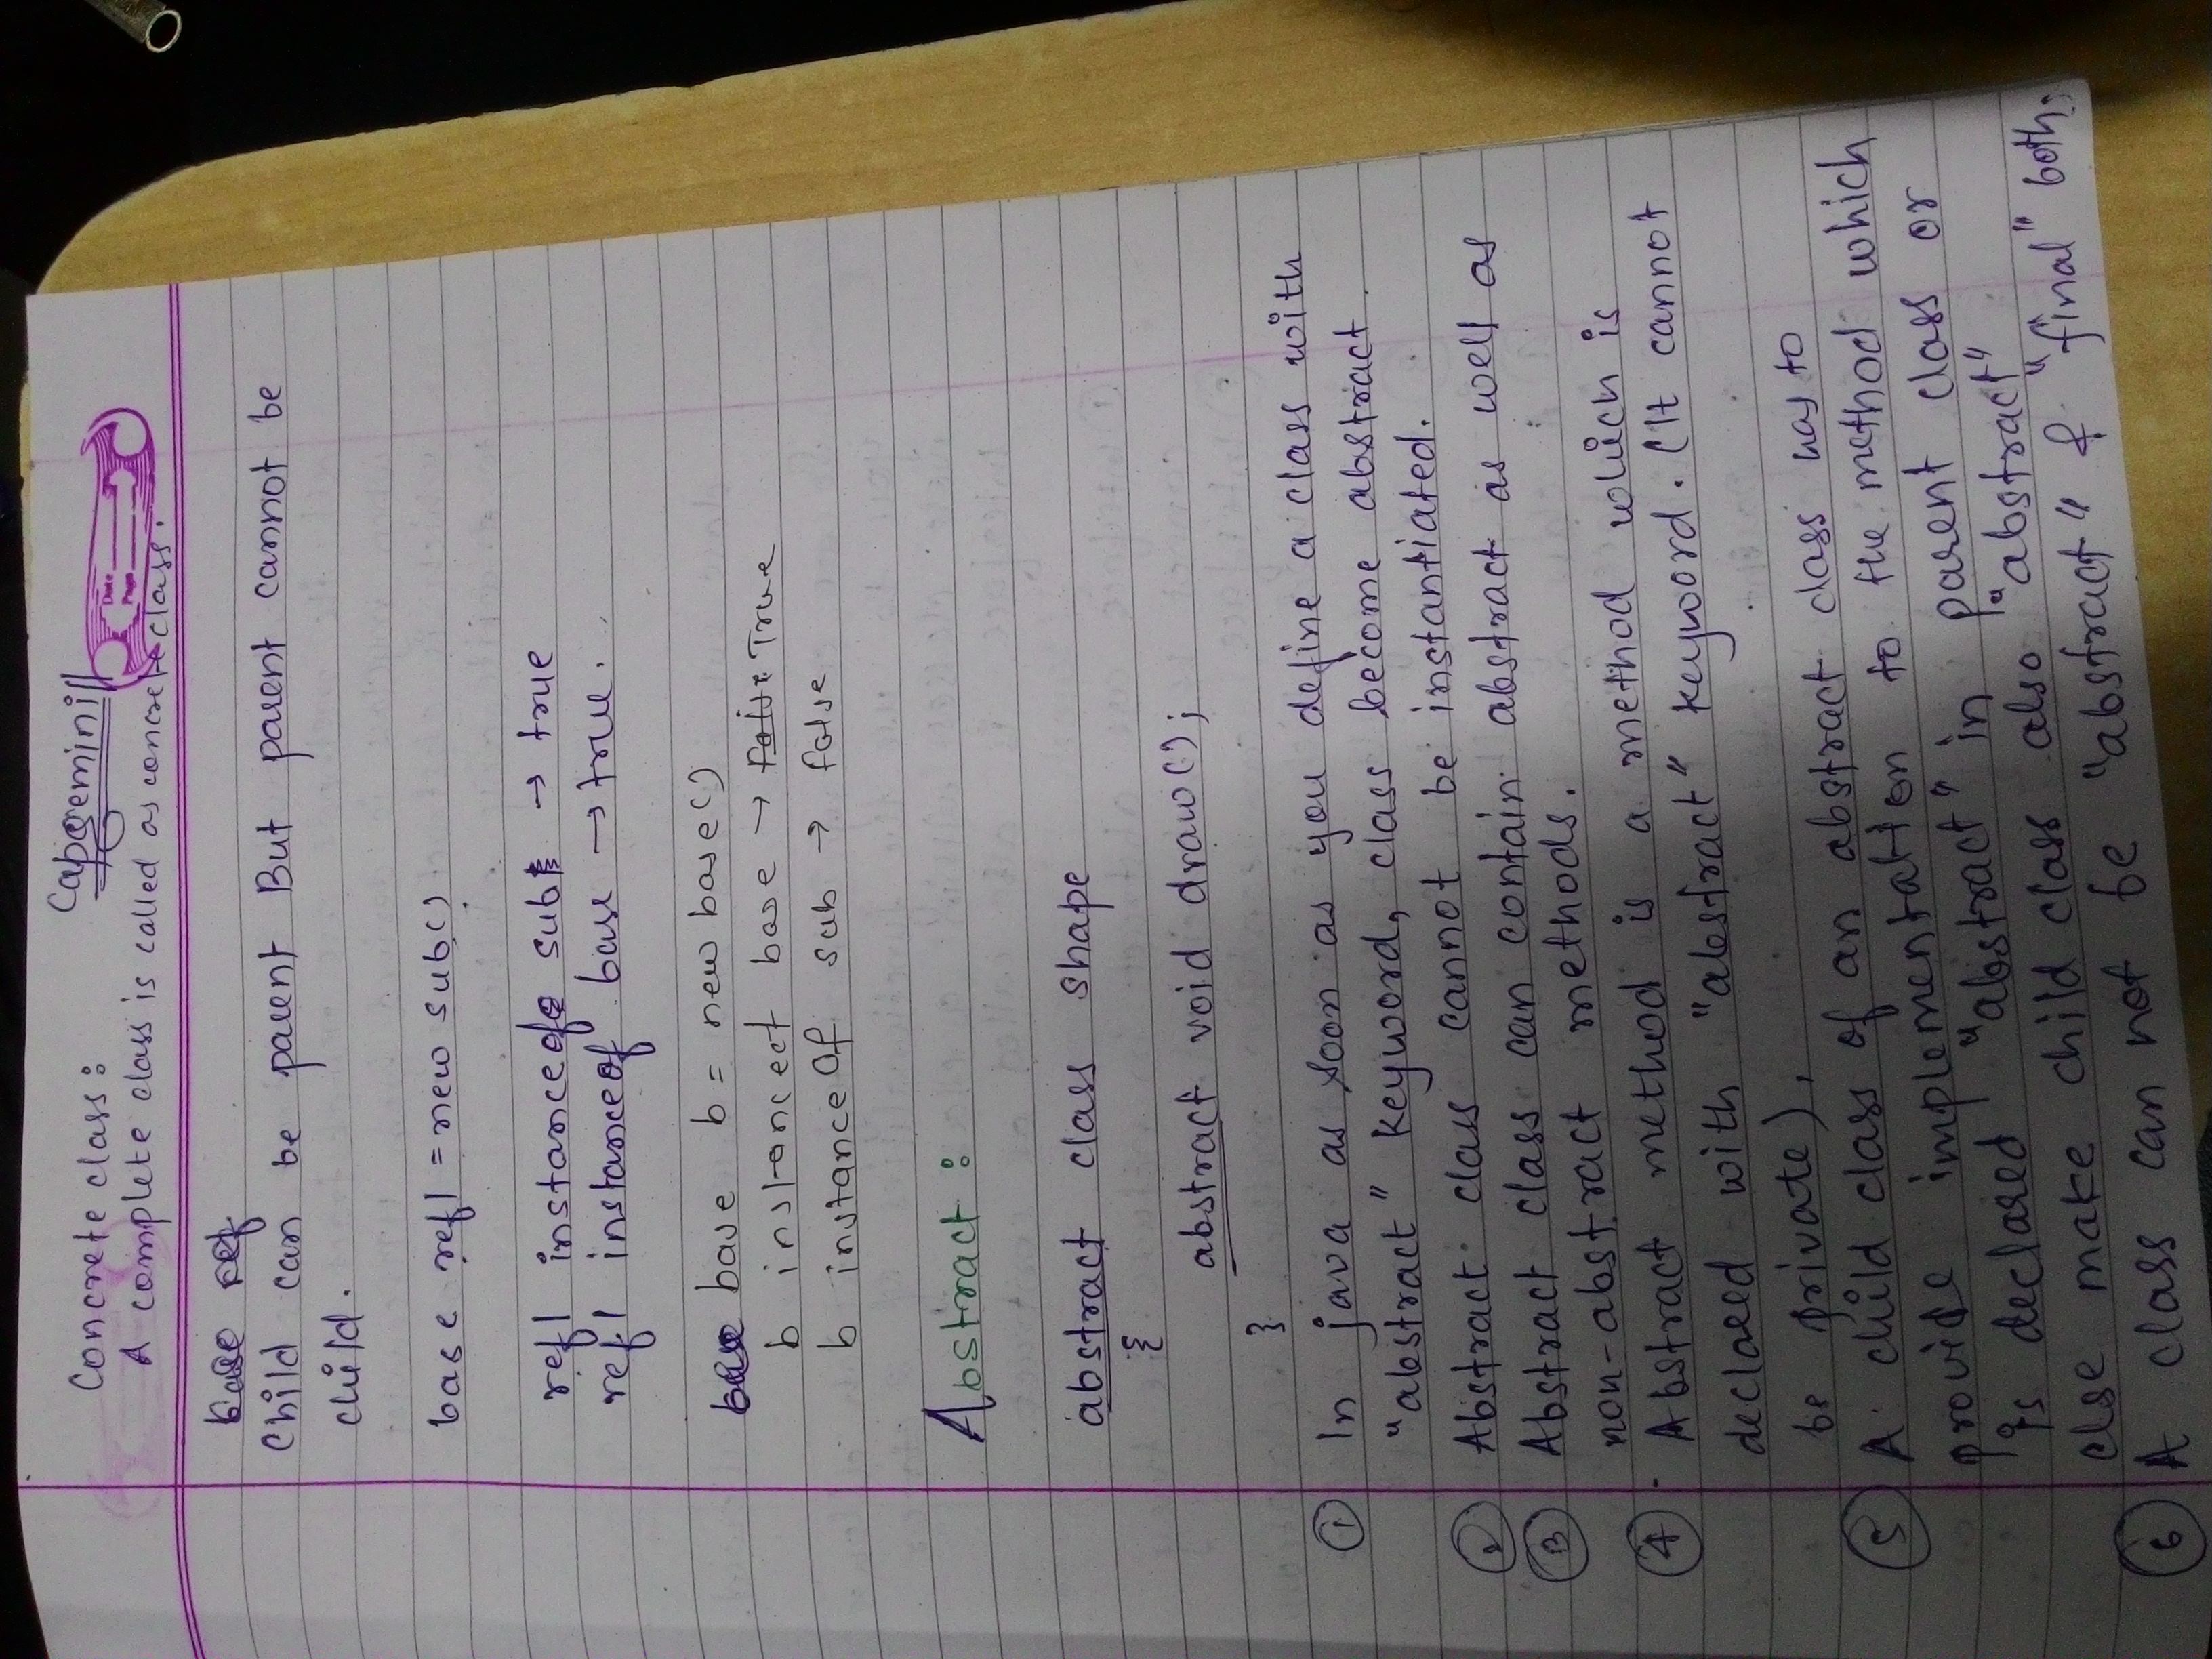 Capgemini
Concrete class:
Date
Page
A complete class is called as concrete class.
base ref
Child can be parent But parent cannot be
child.
base ref1 = new sub()
ref1 instanceof sub → true
ref1 instanceof base → true.
base b = new base()
b instancect base → false True
b instanceOf sub → false
Abstract :
abstract class shape
{
abstract void draw();
}
① In java as soon as you define a class with
"abstract" keyword, class become abstract.
② Abstract class cannot be instantiated.
③ Abstract class can contain abstract as well as
non-abstract methods.
④ Abstract method is a method which is
declared with "abstract" keyword. (It cannot
be private),
⑤ A child class of an abstract class has to
provide implementation to the method which
is declared "abstract" in parent class or
else make child class also "abstract"
⑥ A class can not be "abstract" & "final" both.